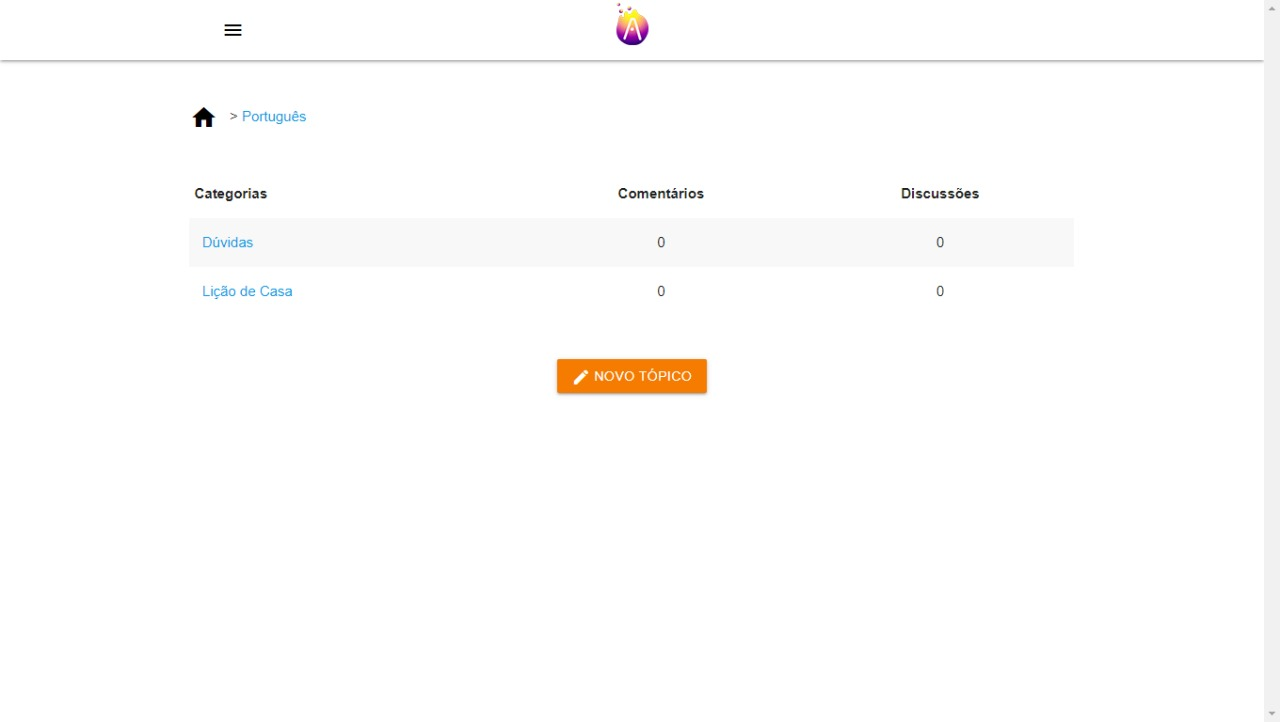 > Português
Categorias Comentários Discussões
Dúvidas 0 0
Lição de Casa 0 0
NOVO TÓPICO